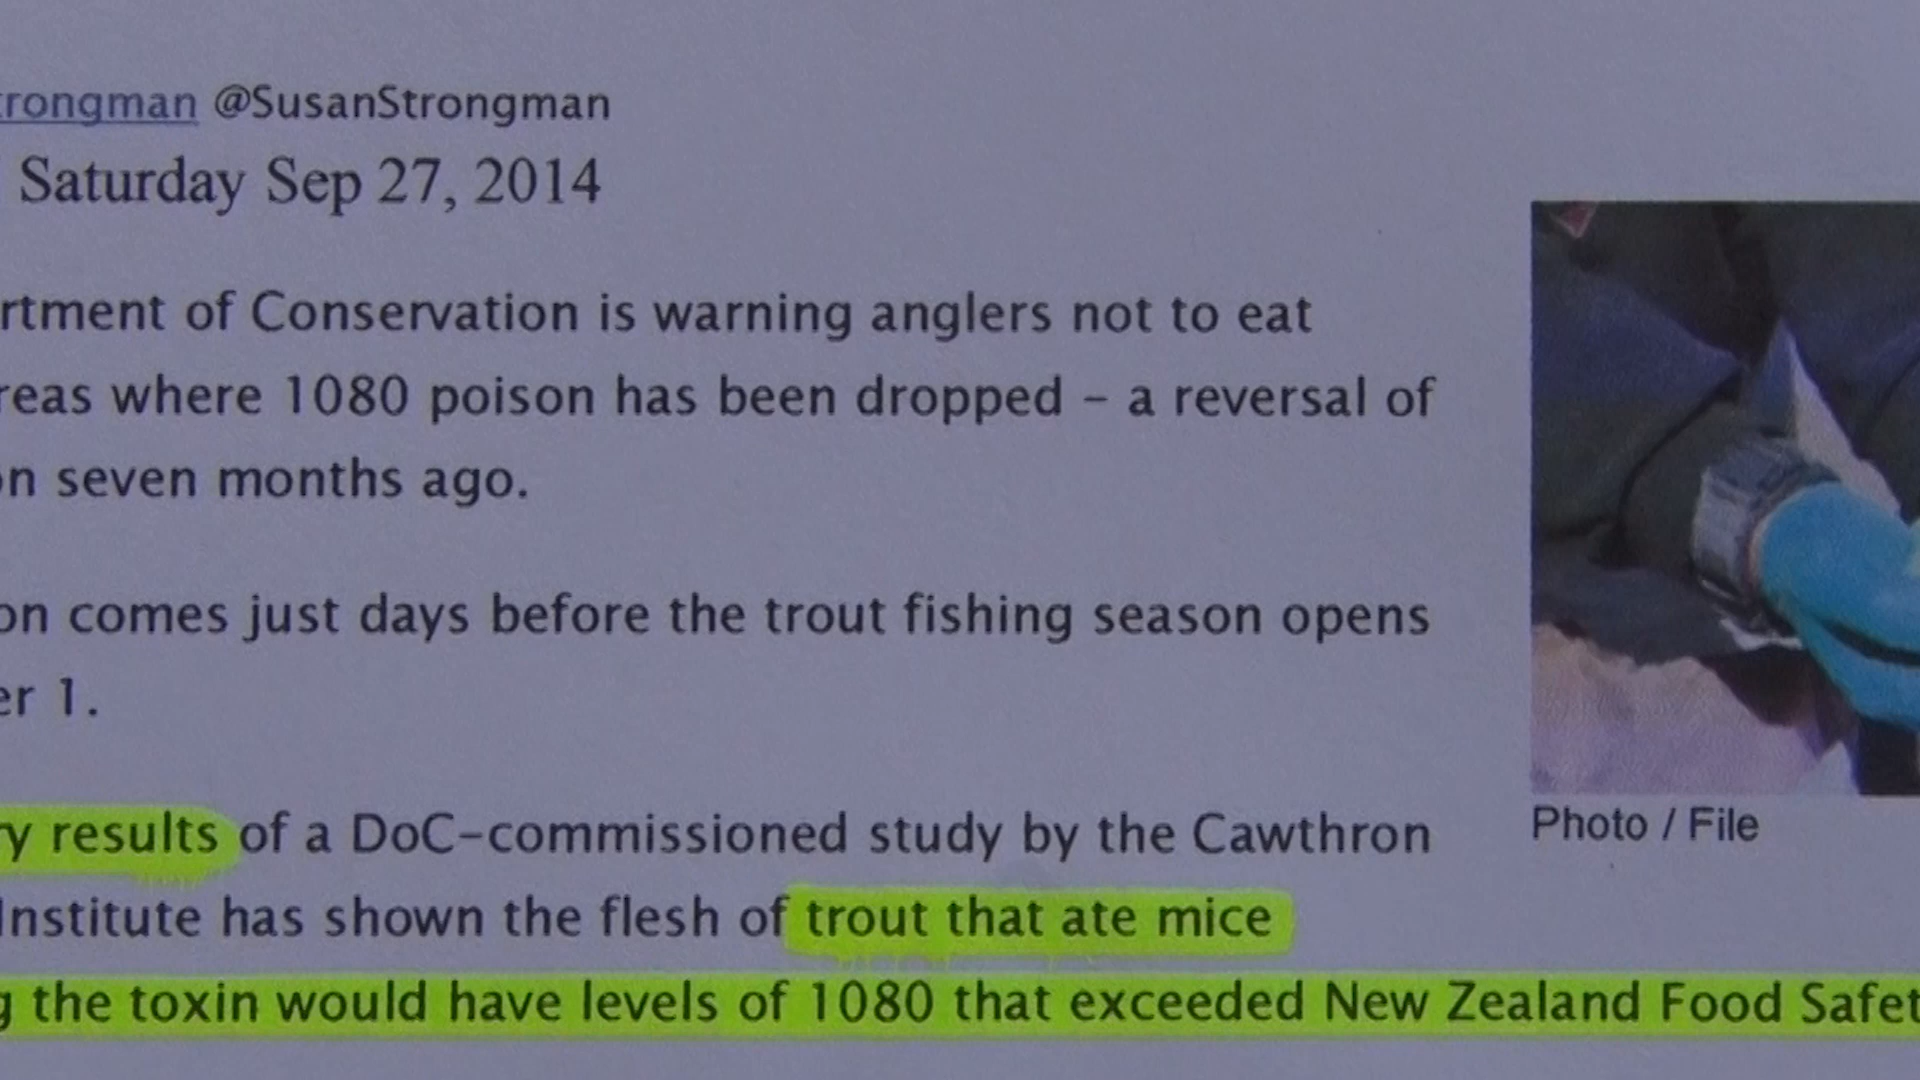 trongman @SusanStrongman
Saturday Sep 27, 2014
rtment of Conservation is warning anglers not to eat
reas where 1080 poison has been dropped – a reversal of
on seven months ago.
on comes just days before the trout fishing season opens
er 1.
ry results of a DoC-commissioned study by the Cawthron
Institute has shown the flesh of trout that ate mice
g the toxin would have levels of 1080 that exceeded New Zealand Food Safet
Photo / File